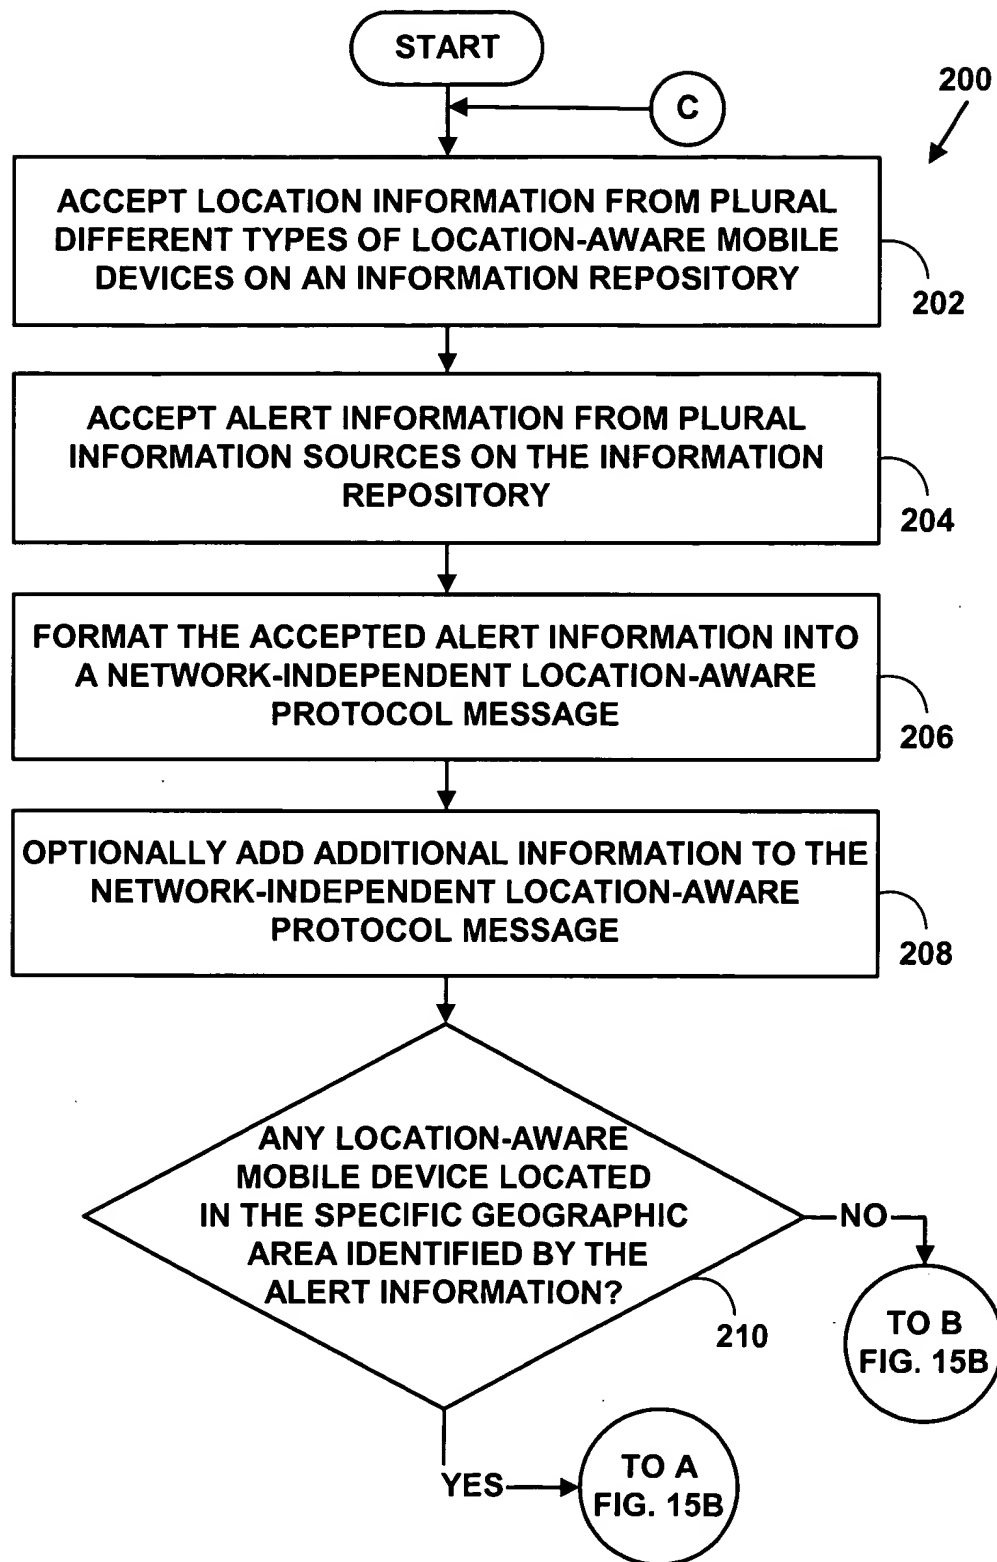 START
C
200
ACCEPT LOCATION INFORMATION FROM PLURAL
DIFFERENT TYPES OF LOCATION-AWARE MOBILE
DEVICES ON AN INFORMATION REPOSITORY
202
ACCEPT ALERT INFORMATION FROM PLURAL
INFORMATION SOURCES ON THE INFORMATION
REPOSITORY
204
FORMAT THE ACCEPTED ALERT INFORMATION INTO
A NETWORK-INDEPENDENT LOCATION-AWARE
PROTOCOL MESSAGE
206
OPTIONALLY ADD ADDITIONAL INFORMATION TO THE
NETWORK-INDEPENDENT LOCATION-AWARE
PROTOCOL MESSAGE
208
ANY LOCATION-AWARE
MOBILE DEVICE LOCATED
IN THE SPECIFIC GEOGRAPHIC
AREA IDENTIFIED BY THE
ALERT INFORMATION?
210
NO
TO B
FIG. 15B
YES
TO A
FIG. 15B